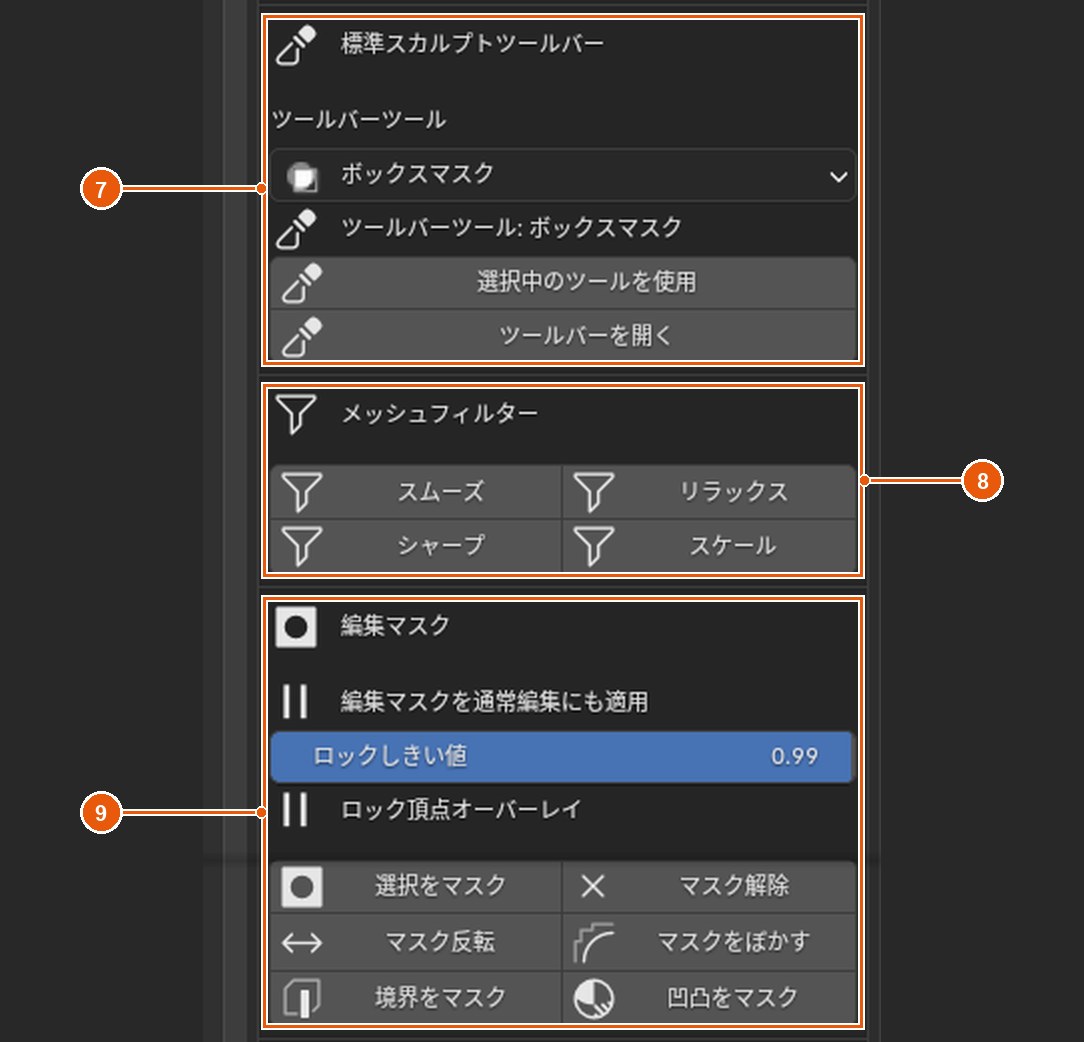 標準スカルプトツールバー
ツールバーツール
7
ボックスマスク
ツールバーツール: ボックスマスク
選択中のツールを使用
ツールバーを開く
メッシュフィルター
8
スムーズ リラックス
シャープ スケール
編集マスク
編集マスクを通常編集にも適用
ロックしきい値 0.99
9
ロック頂点オーバーレイ
選択をマスク マスク解除
マスク反転 マスクをぼかす
境界をマスク 凹凸をマスク